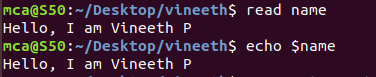 mca@S50:~/Desktop/vineeth$ read name
Hello, I am Vineeth P
mca@S50:~/Desktop/vineeth$ echo $name
Hello, I am Vineeth P